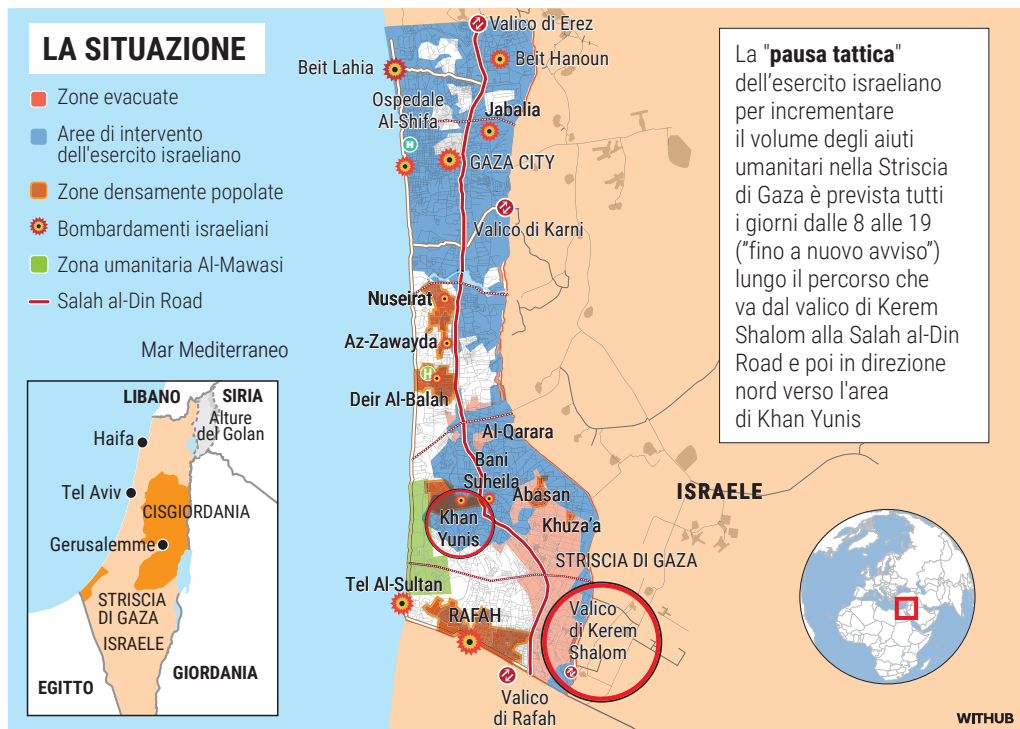 LA SITUAZIONE
Zone evacuate
Aree di intervento
dell'esercito israeliano
Zone densamente popolate
Bombardamenti israeliani
Zona umanitaria Al-Mawasi
Salah al-Din Road
Mar Mediterraneo
Valico di Erez
Beit Hanoun
Beit Lahia
Ospedale
Al-Shifa
H
Jabalia
GAZA CITY
Valico di Karni
Nuseirat
Az-Zawayda
H
Deir Al-Balah
Al-Qarara
Bani
Suheila
Abasan
Khan
Yunis
Khuza'a
STRISCIA DI GAZA
Tel Al-Sultan
RAFAH
Valico
di Kerem
Shalom
Valico
di Rafah
ISRAELE
La "pausa tattica"
dell'esercito israeliano
per incrementare
il volume degli aiuti
umanitari nella Striscia
di Gaza è prevista tutti
i giorni dalle 8 alle 19
("fino a nuovo avviso")
lungo il percorso che
va dal valico di Kerem
Shalom alla Salah al-Din
Road e poi in direzione
nord verso l'area
di Khan Yunis
LIBANO
SIRIA
Alture
del Golan
Haifa
Tel Aviv
CISGIORDANIA
Gerusalemme
STRISCIA
DI GAZA
ISRAELE
GIORDANIA
EGITTO
WITHUB